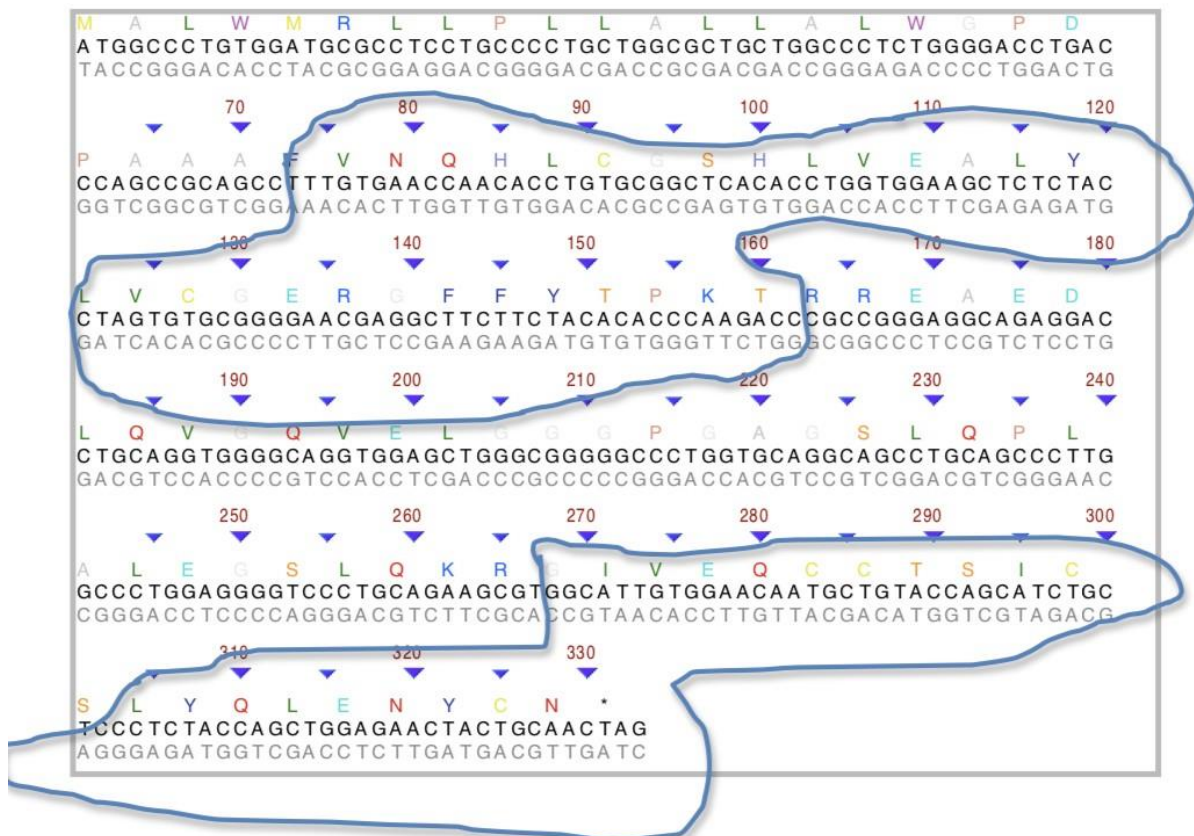 M A L W M R L L P L L A L L A L W G P D
ATGGCCCTGTGGATGCGCCTCCTGCCCCTGCTGGCGCTGCTGGCCCTCTGGGGACCTGAC
TACCGGGACACCTACGCGGAGGACGGGGACGACCGCGACGACCGGGAGACCCCTGGACTG
70 80 90 100 110 120
P A A A F V N Q H L C G S H L V E A L Y
CCAGCCGCAGCCTTTGTGAACCAACACCTGTGCGGCTCACACCTGGTGGAAGCTCTCTAC
GGTCGGCGTCGGAAACACTTGGTTGTGGACACGCCGAGTGTGGACCACCTTCGAGAGATG
130 140 150 160 170 180
L V C G E R G F F Y T P K T R R E A E D
CTAGTGTGCGGGGAACGAGGCTTCTTCTACACACCCAAGACCCGCCGGGAGGCAGAGGAC
GATCACACGCCCCTTGCTCCGAAGAAGATGTGTGGGTTCTGGGCGGCCCTCCGTCTCCTG
190 200 210 220 230 240
L Q V G Q V E L G G G P G A G S L Q P L
CTGCAGGTGGGGCAGGTGGAGCTGGGCGGGGGCCCTGGTGCAGGCAGCCTGCAGCCCTTG
GACGTCCACCCCGTCCACCTCGACCCGCCCCCGGGACCACGTCCGTCGGACGTCGGGAAC
250 260 270 280 290 300
A L E G S L Q K R G I V E Q C C T S I C
GCCCTGGAGGGGTCCCTGCAGAAGCGTGGCATTGTGGAACAATGCTGTACCAGCATCTGC
CGGGACCTCCCCAGGGACGTCTTCGCACCGTAACACCTTGTTACGACATGGTCGTAGACG
310 320 330
S L Y Q L E N Y C N *
TCCCTCTACCAGCTGGAGAACTACTGCAACTAG
AGGGAGATGGTCGACCTCTTGATGACGTTGATC